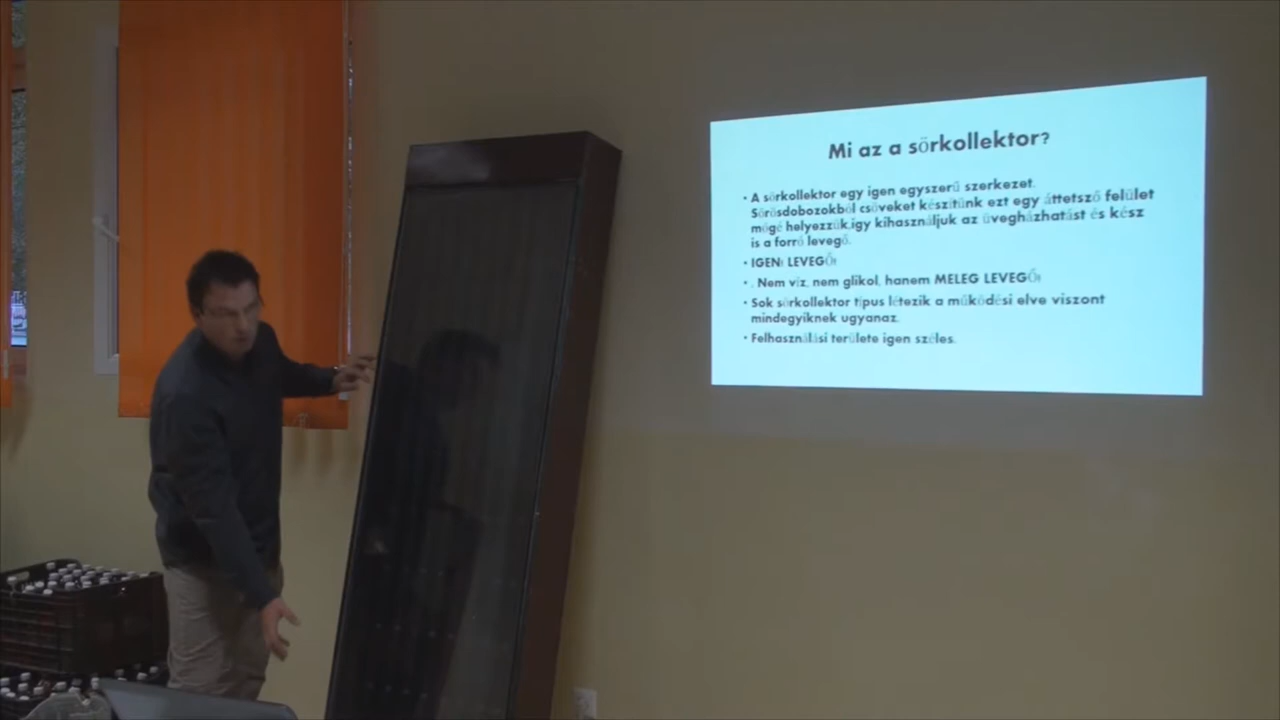 Mi az a sörkollektor?
• A sörkollektor egy igen egyszerű szerkezet.
Sörösdobozokból csöveket készítünk ezt egy áttetsző felület
mögé helyezzük,így kihasználjuk az üvegházhatást és kész
is a forró levegő.
• IGEN! LEVEGŐ!
• . Nem víz, nem glikol, hanem MELEG LEVEGŐ!
• Sok sörkollektor típus létezik a működési elve viszont
mindegyiknek ugyanaz.
• Felhasználási területe igen széles.